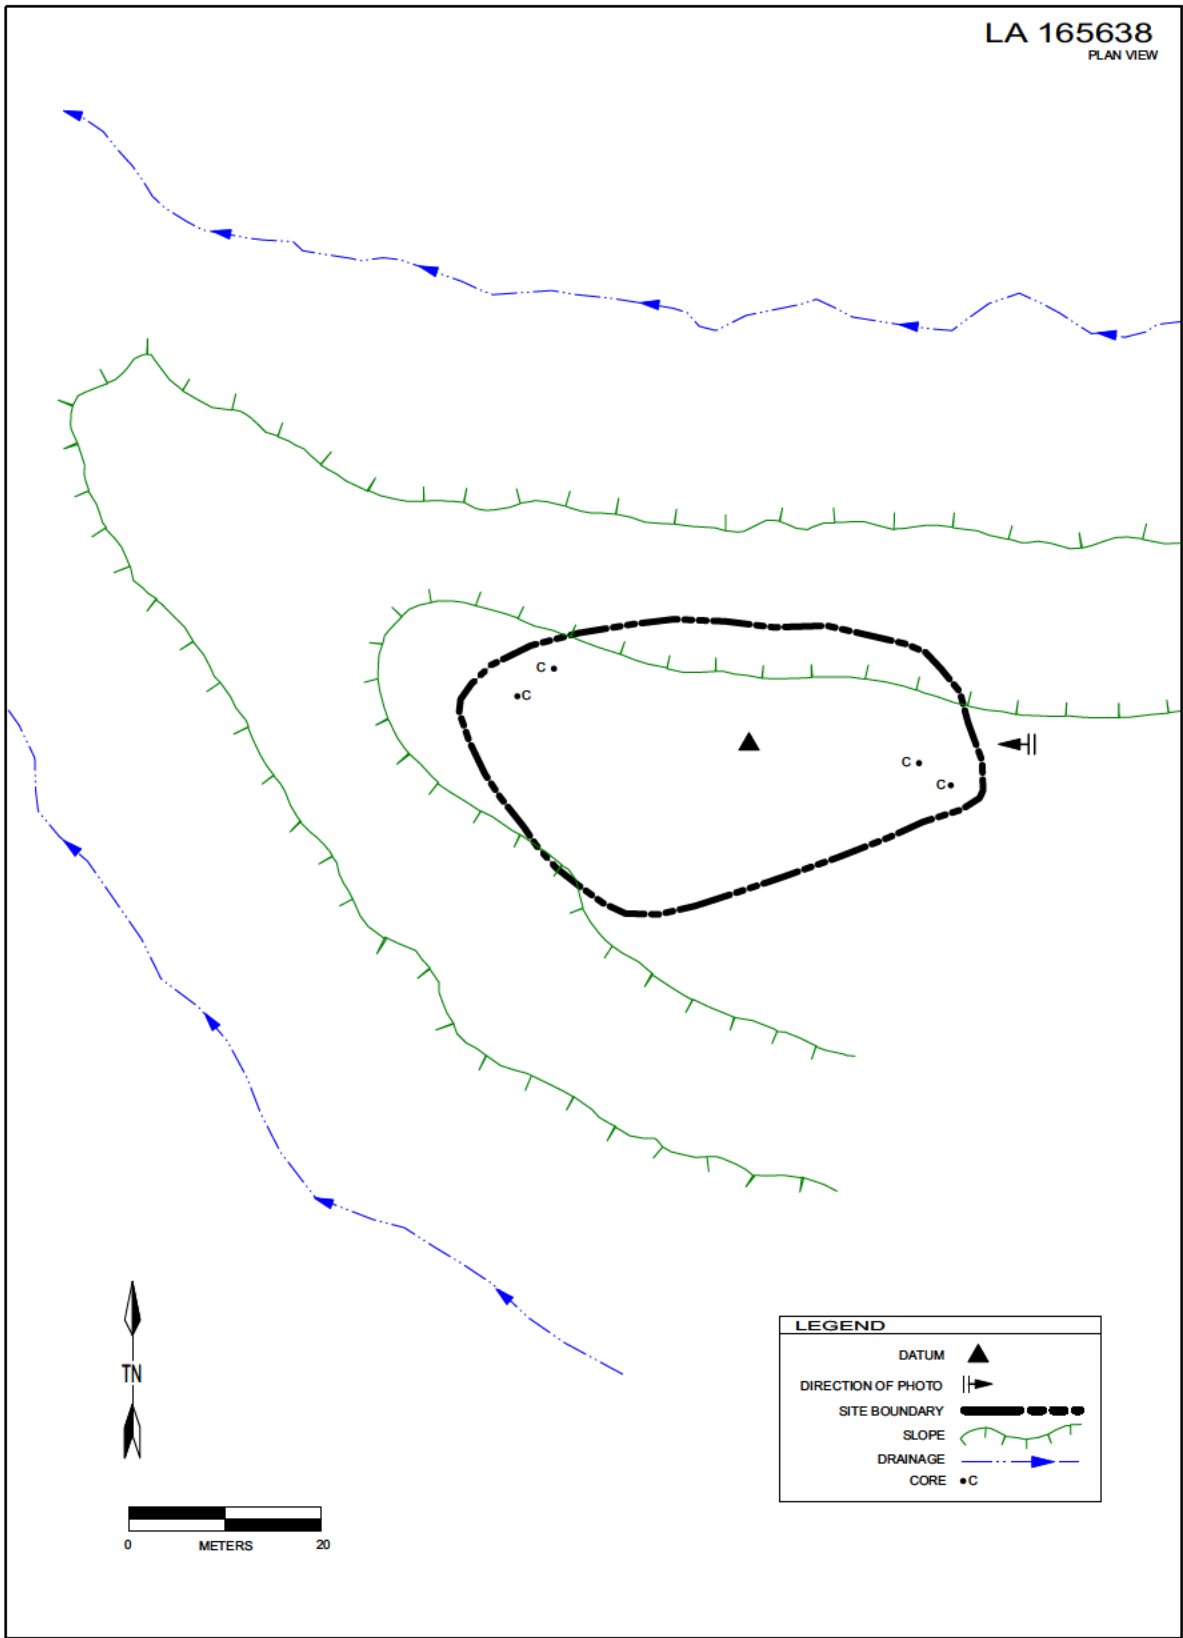 LA 165638
PLAN VIEW
C
C
C
C
TN
0 METERS 20
LEGEND
DATUM
DIRECTION OF PHOTO
SITE BOUNDARY
SLOPE
DRAINAGE
CORE C